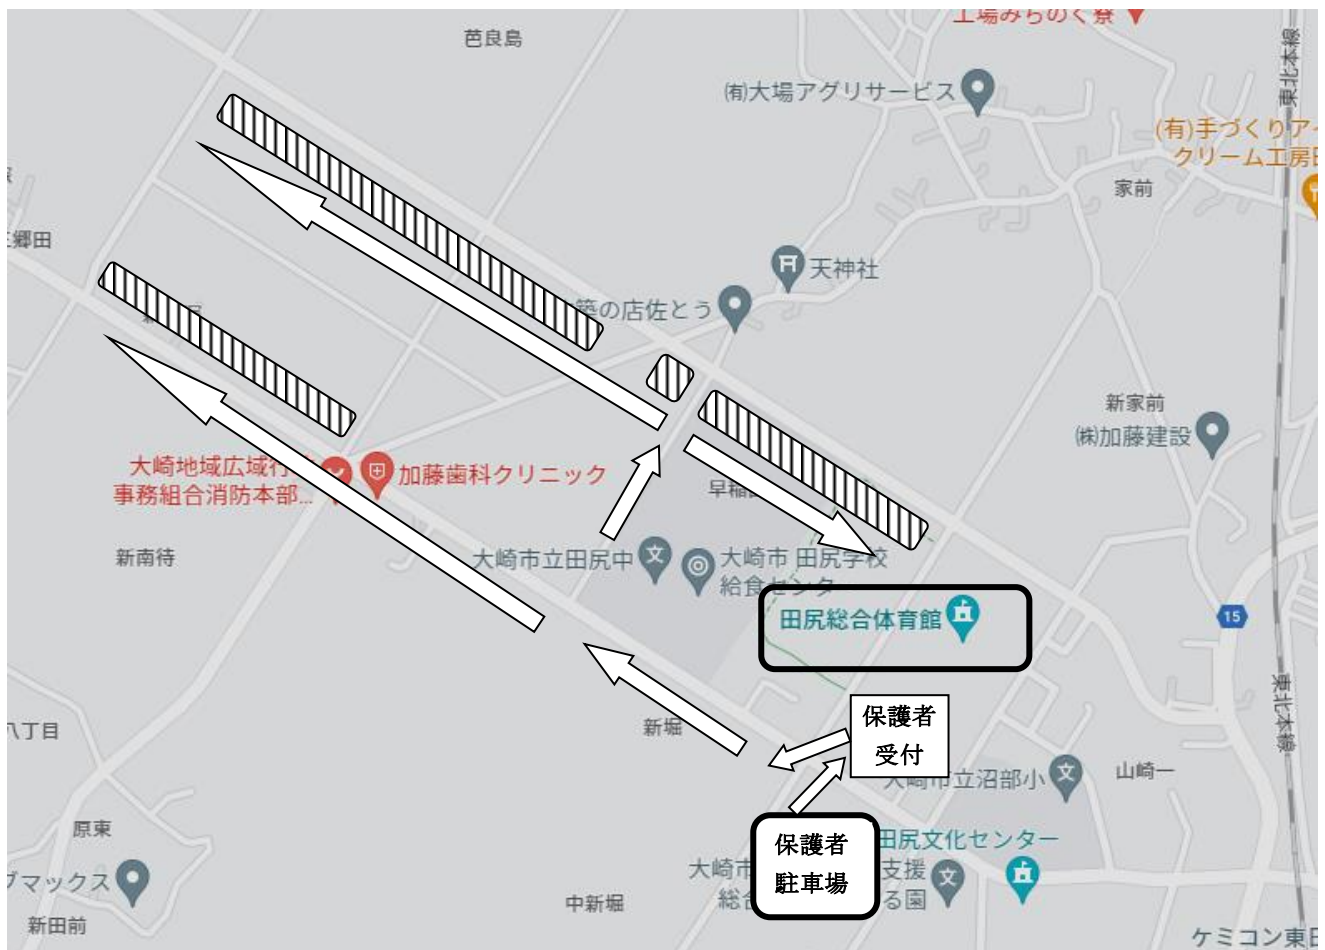 工場みちのく寮
芭良島
東北本線
(有)大場アグリサービス
(有)手づくりアイ
クリーム工房田
家前
郷田
天神社
築の店佐とう
新家前
(株)加藤建設
大崎地域広域行
事務組合消防本部...
加藤歯科クリニック
新南待
大崎市立田尻中
大崎市 田尻学校
給食センタ
田尻総合体育館
15
東北本線
保護者
受付
新堀
八丁目
大崎市立沼部小
山崎一
原東
保護者
駐車場
田尻文化センター
大崎市
支援
総合
る園
ブマックス
中新堀
新田前
ケミコン東日